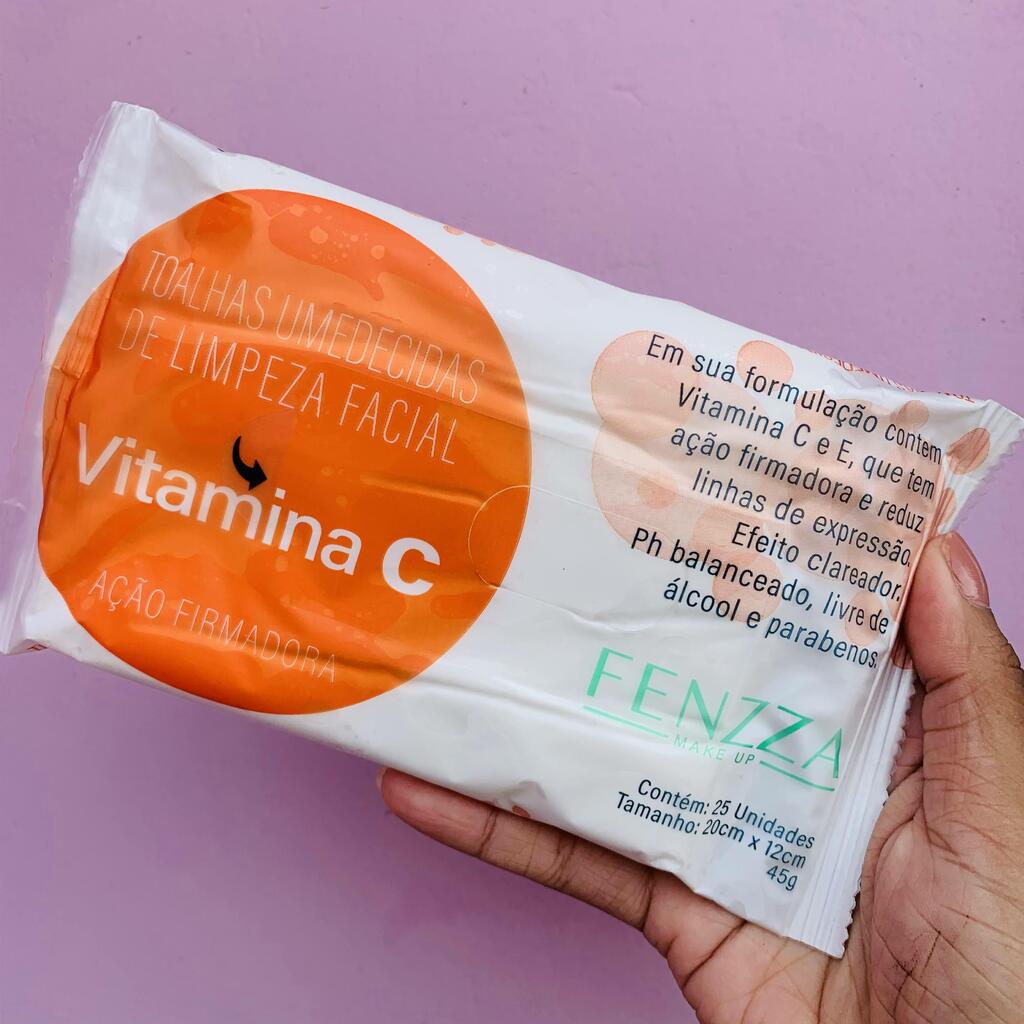 TOALHAS UMEDECIDAS
DE LIMPEZA FACIAL
Vitamina C
AÇÃO FIRMADORA
Em sua formulação contem
Vitamina C e E, que tem
ação firmadora e reduz
linhas de expressão.
Efeito clareador.
Ph balanceado, livre de
álcool e parabenos.
FENZZA
MAKE UP
Contém: 25 Unidades
Tamanho: 20cm x 12cm
45g